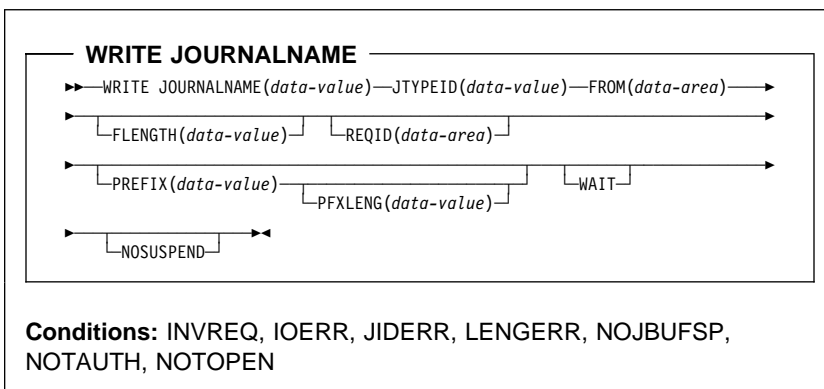 WRITE JOURNALNAME
WRITE JOURNALNAME(data-value) JTYPEID(data-value) FROM(data-area)
FLENGTH(data-value) REQID(data-area)
PREFIX(data-value) WAIT
PFXLENG(data-value)
NOSUSPEND
Conditions: INVREQ, IOERR, JIDERR, LENGERR, NOJBUFSP,
NOTAUTH, NOTOPEN